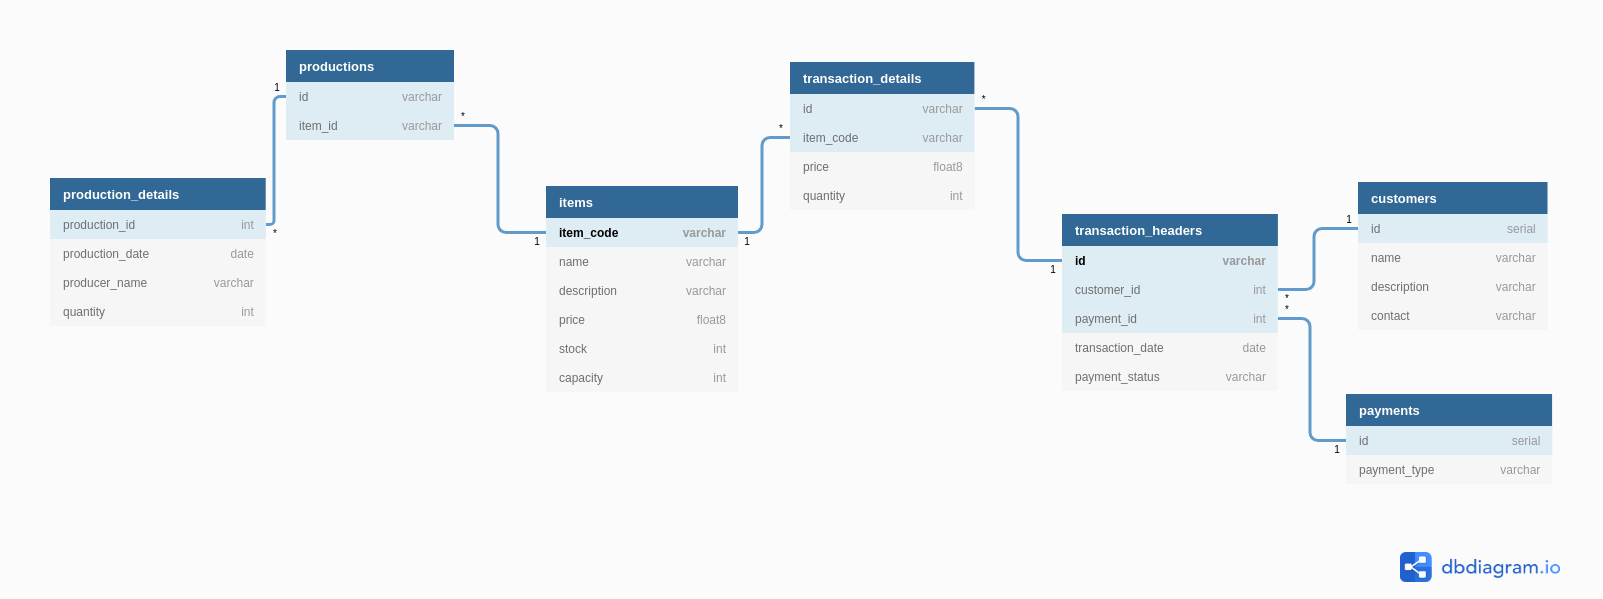 productions
1
id varchar
item_id varchar
*
production_details
production_id int
*
production_date date
producer_name varchar
quantity int
items
item_code varchar
1
1
name varchar
description varchar
price float8
stock int
capacity int
transaction_details
id varchar
*
item_code varchar
*
price float8
quantity int
transaction_headers
id varchar
1
customer_id int
*
payment_id int
*
transaction_date date
payment_status varchar
customers
1
id serial
name varchar
description varchar
contact varchar
payments
id serial
1
payment_type varchar
dbdiagram.io